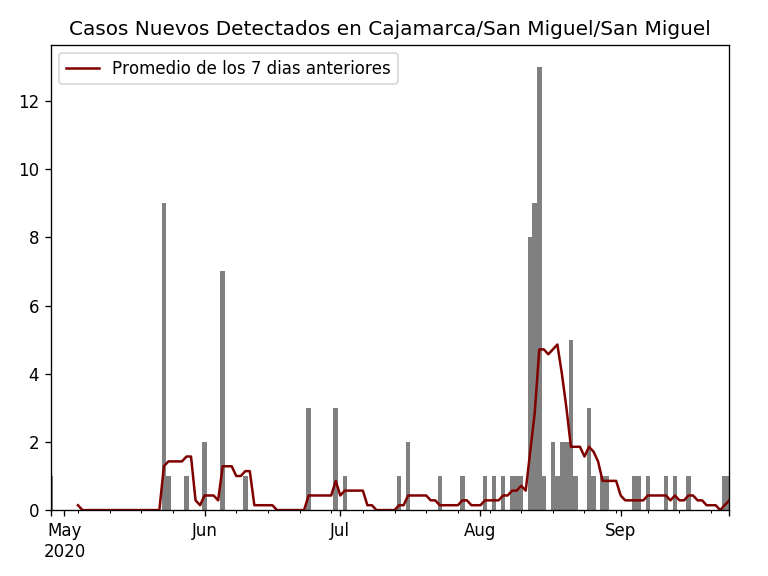 Casos Nuevos Detectados en Cajamarca/San Miguel/San Miguel
Promedio de los 7 dias anteriores
12
10
8
6
4
2
0
May Jun Jul Aug Sep
2020